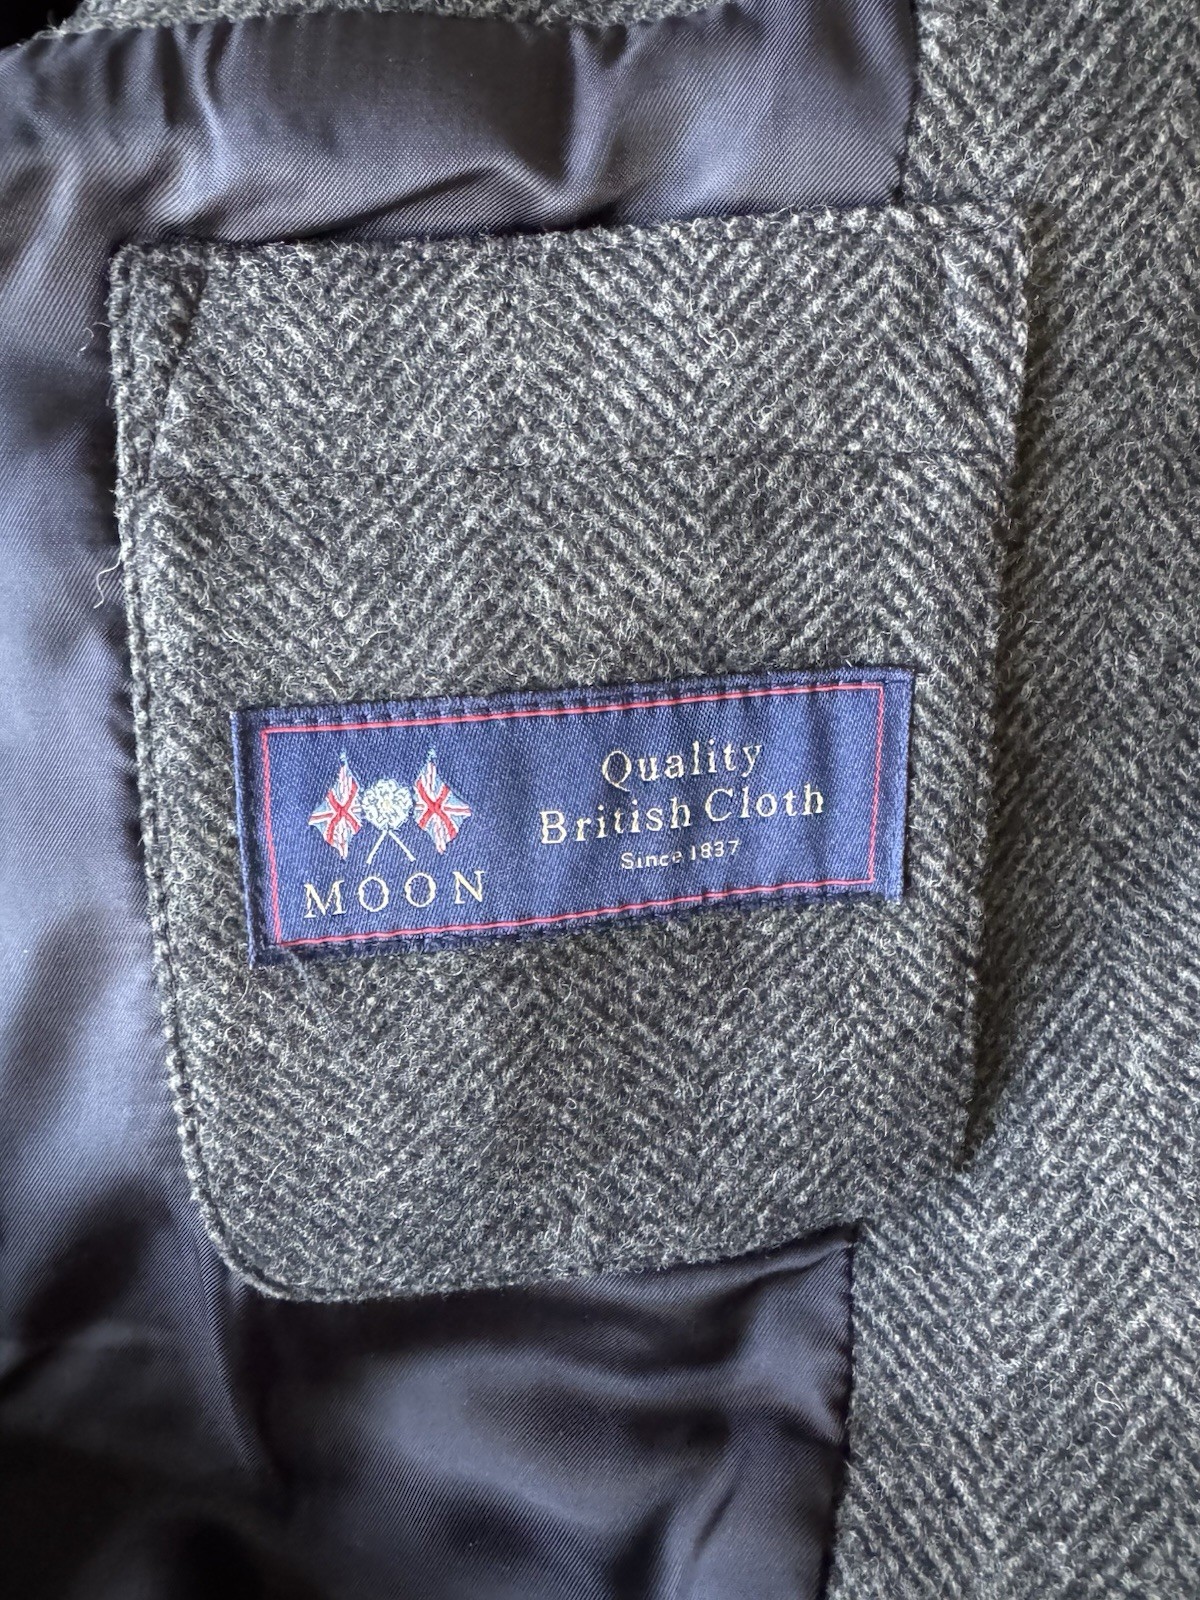 MOON
Quality
British Cloth
Since 1837